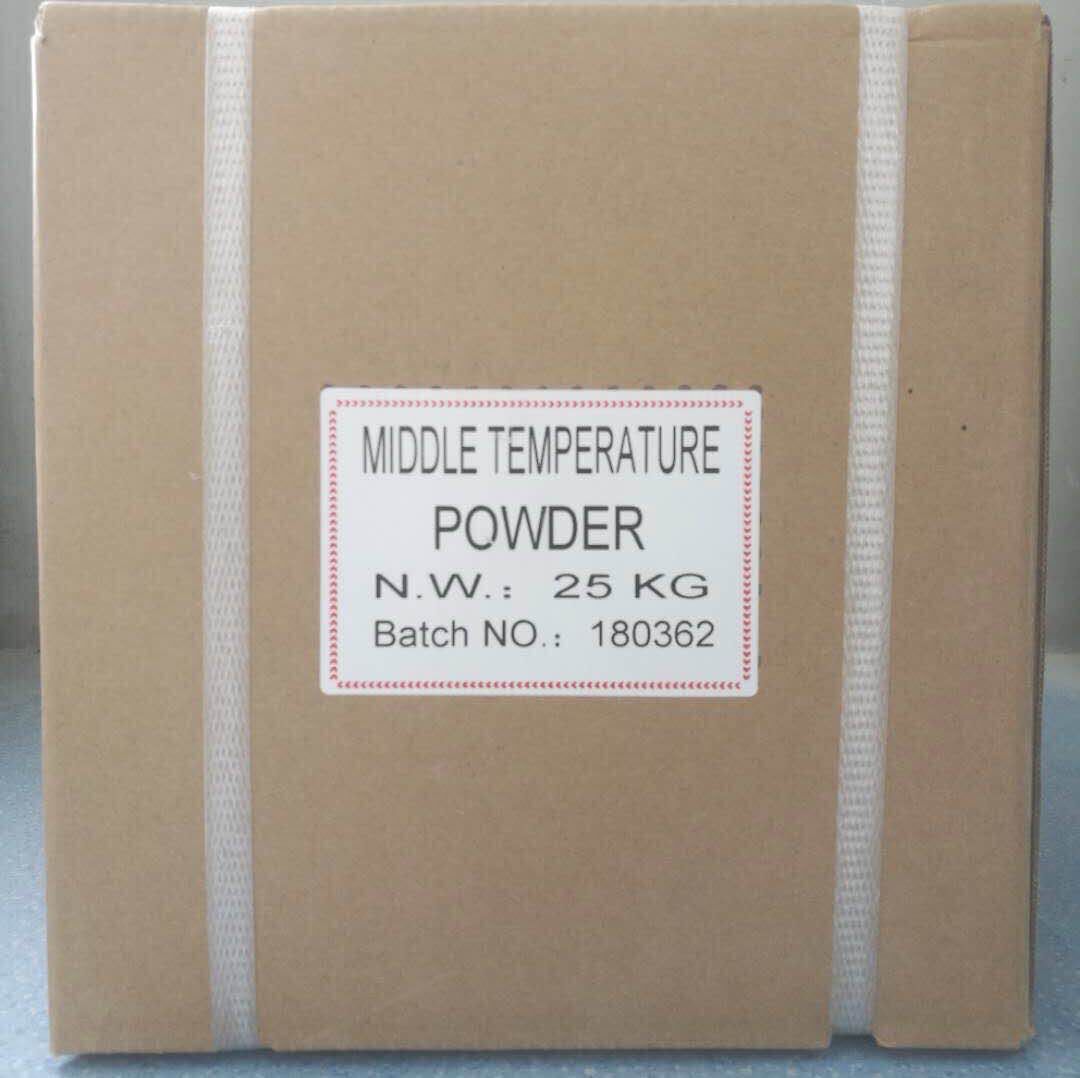 MIDDLE TEMPERATURE
POWDER
N.W.: 25 KG
Batch NO.: 180362